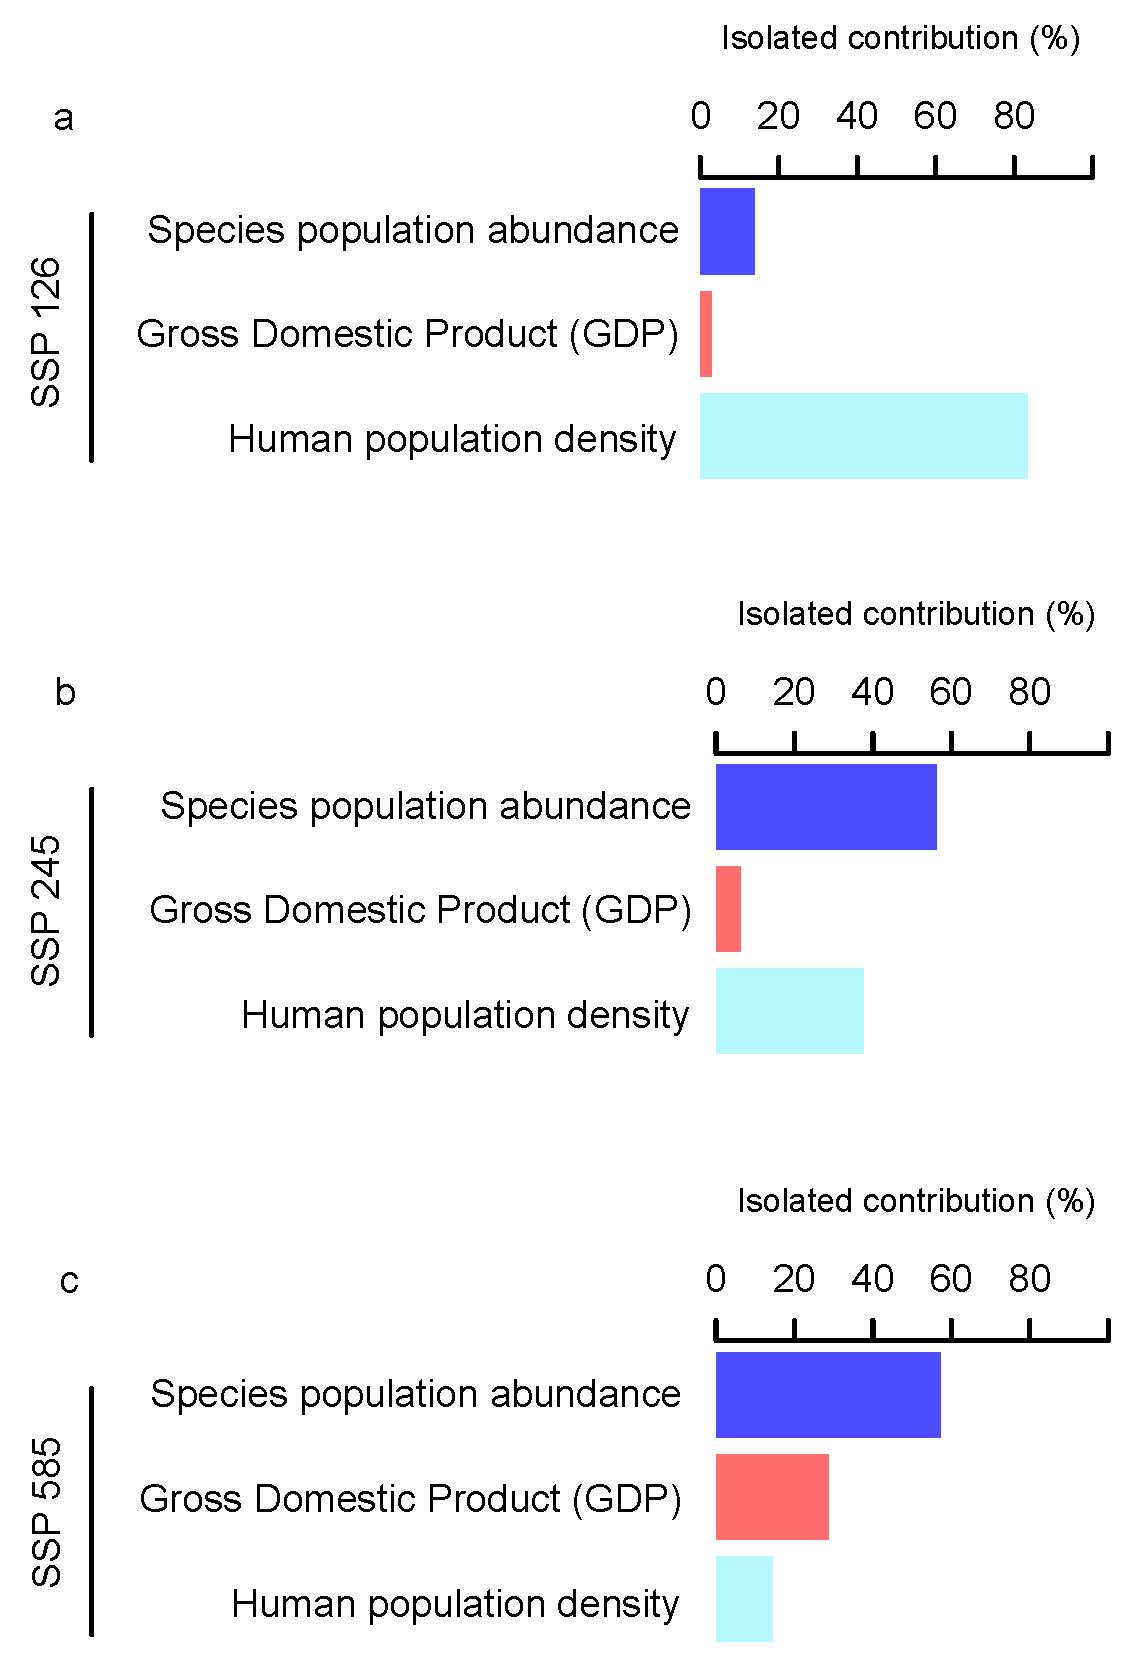 Isolated contribution (%)
a
0 20 40 60 80
SSP 126
Species population abundance
Gross Domestic Product (GDP)
Human population density
Isolated contribution (%)
b
0 20 40 60 80
SSP 245
Species population abundance
Gross Domestic Product (GDP)
Human population density
Isolated contribution (%)
c
0 20 40 60 80
SSP 585
Species population abundance
Gross Domestic Product (GDP)
Human population density